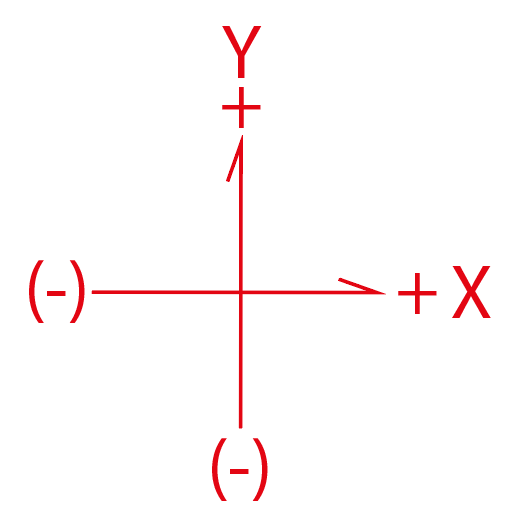 Y
+
(-) + X
(-)